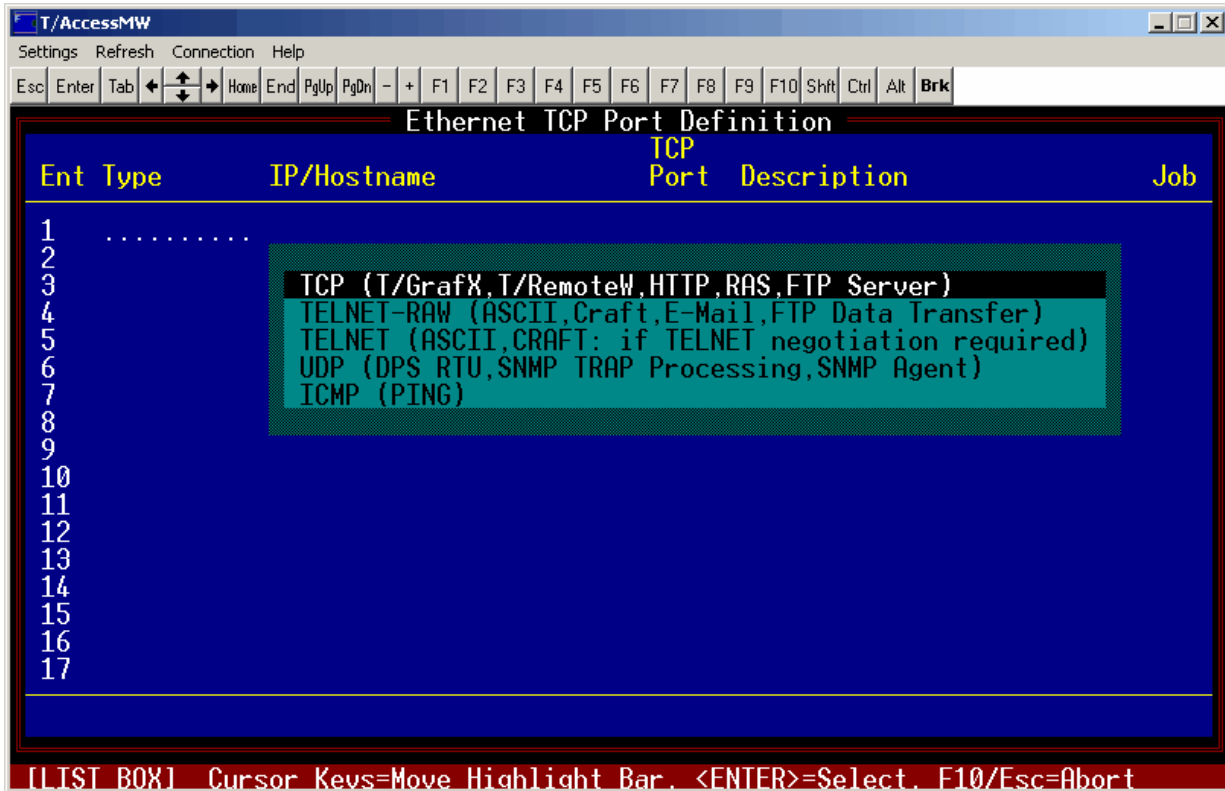 T/AccessMW
Settings Refresh Connection Help
Esc Enter Tab Home End PgUp PgDn - + F1 F2 F3 F4 F5 F6 F7 F8 F9 F10 Shft Ctrl Alt Brk
Ethernet TCP Port Definition
TCP
Ent Type IP/Hostname Port Description Job
1 ..........
2
3 TCP (T/GrafX,T/RemoteW,HTTP,RAS,FTP Server)
4 TELNET-RAW (ASCII,Craft,E-Mail,FTP Data Transfer)
5 TELNET (ASCII,CRAFT: if TELNET negotiation required)
6 UDP (DPS RTU,SNMP TRAP Processing,SNMP Agent)
7 ICMP (PING)
8
9
10
11
12
13
14
15
16
17
[LIST BOX] Cursor Keys=Move Highlight Bar. <ENTER>=Select. F10/Esc=Abort